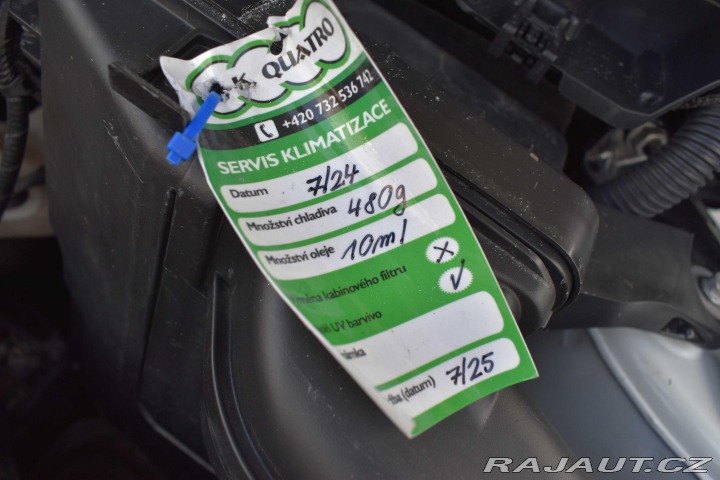 K QUATRO
+420 732 536 742
SERVIS KLIMATIZACE
Datum 7/24
Množství chladiva 480g
Množství oleje 10ml
kabinového filtru ✗
UV barvivo ✓
(datum) 7/25
RAJAUT.CZ